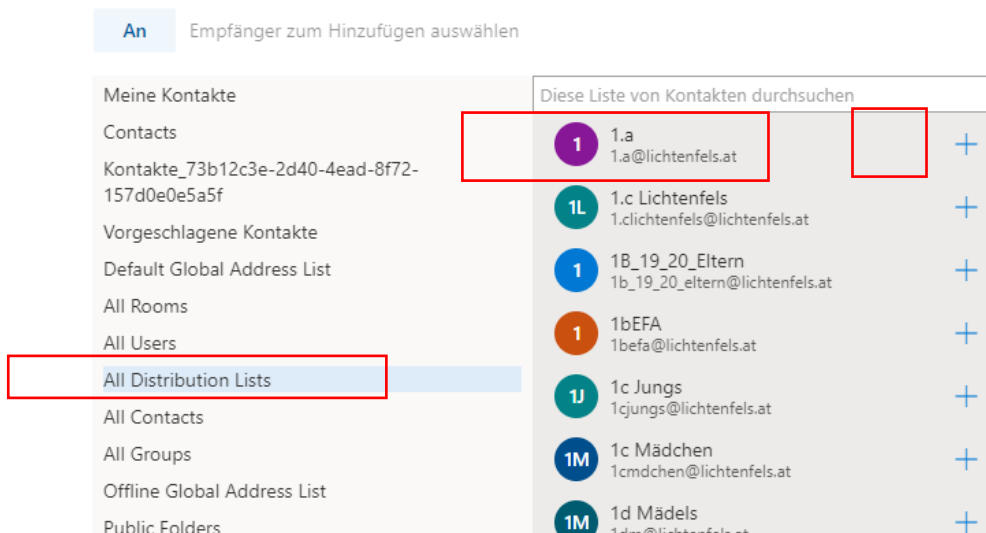 An Empfänger zum Hinzufügen auswählen
Meine Kontakte
Contacts
Kontakte_73b12c3e-2d40-4ead-8f72-
157d0e0e5a5f
Vorgeschlagene Kontakte
Default Global Address List
All Rooms
All Users
All Distribution Lists
All Contacts
All Groups
Offline Global Address List
Public Folders
Diese Liste von Kontakten durchsuchen
1 1.a
1.a@lichtenfels.at
1L 1.c Lichtenfels
1.clichtenfels@lichtenfels.at
1 1B_19_20_Eltern
1b_19_20_eltern@lichtenfels.at
1 1bEFA
1befa@lichtenfels.at
1J 1c Jungs
1cjungs@lichtenfels.at
1M 1c Mädchen
1cmdchen@lichtenfels.at
1M 1d Mädels
1dm@lichtenfels.at